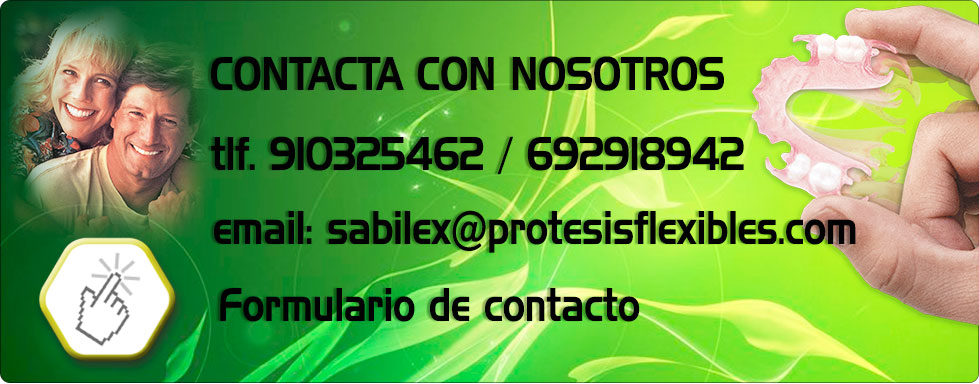 CONTACTA CON NOSOTROS
tlf. 910325462 / 692918942
email: sabilex@protesisflexibles.com
Formulario de contacto